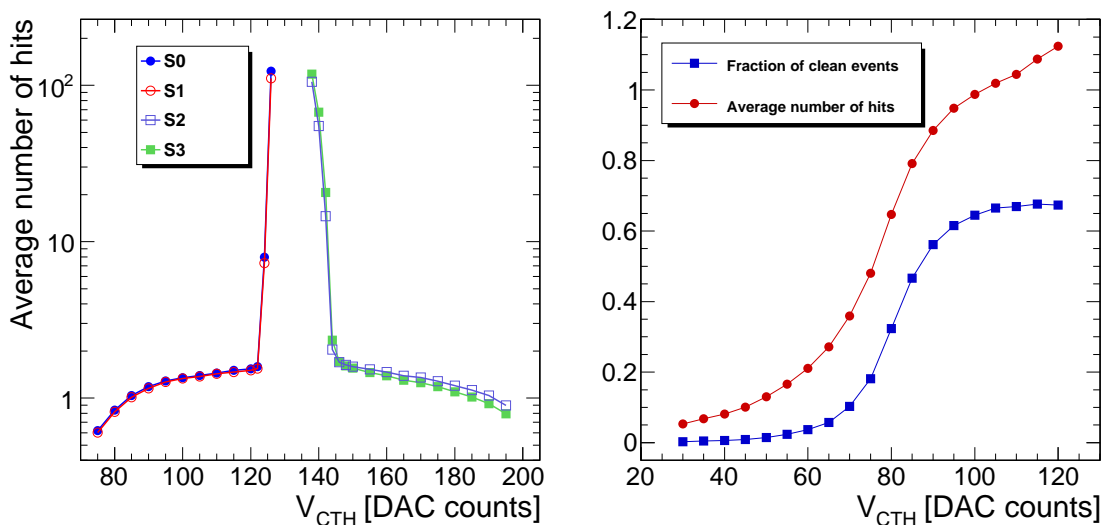 Average number of hits
10²
10
1
S0
S1
S2
S3
80 100 120 140 160 180 200
V_CTH [DAC counts]
1.2
1
0.8
0.6
0.4
0.2
0
Fraction of clean events
Average number of hits
20 40 60 80 100 120
V_CTH [DAC counts]